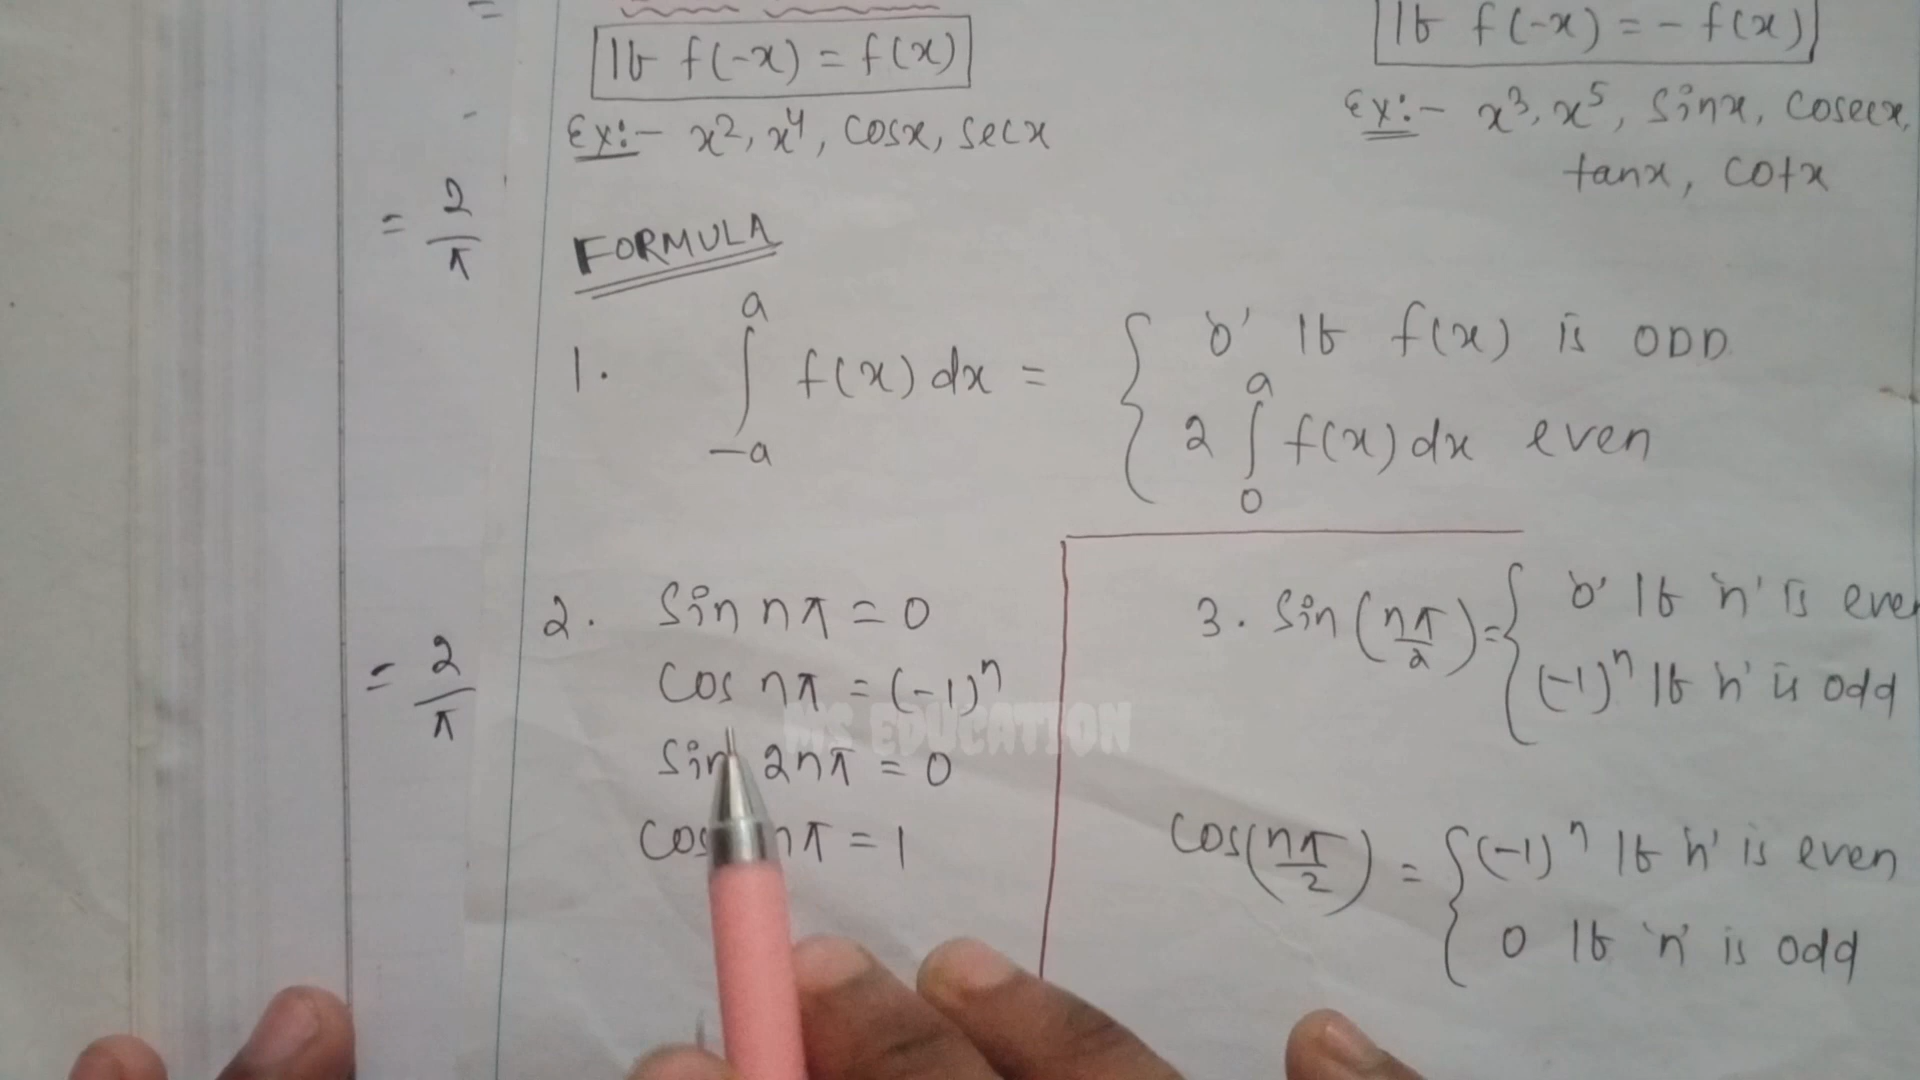 If f(-x) = f(x)
Ex:- x², x⁴, cosx, secx
If f(-x) = - f(x)
Ex:- x³, x⁵, sinx, cosecx,
tanx, cotx
= 2/π
FORMULA
1. ∫_{-a}^{a} f(x) dx = { '0' If f(x) is ODD
2 ∫_{0}^{a} f(x) dx even
= 2/π
2. Sin nπ = 0
Cos nπ = (-1)ⁿ
Sin 2nπ = 0
Cos nπ = 1
3. Sin(nπ/2) = { '0' If 'n' is eve
(-1)ⁿ If 'n' is odd
Cos(nπ/2) = { (-1)ⁿ If 'n' is even
0 If 'n' is odd
MS EDUCATION